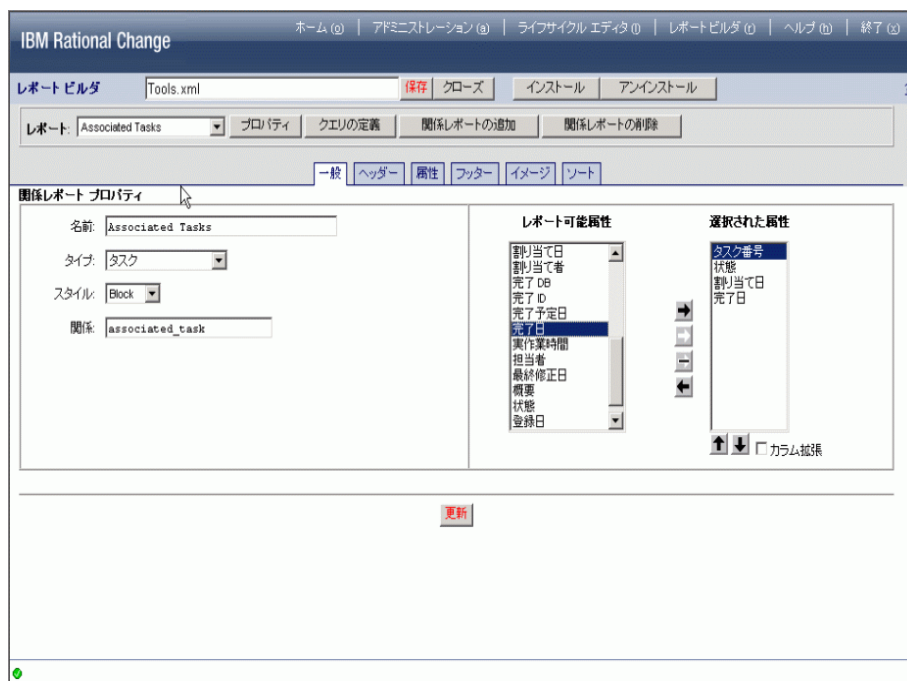 IBM Rational Change
ホーム (o) | アドミニストレーション (a) | ライフサイクル エディタ (l) | レポートビルダ (r) | ヘルプ (h) | 終了 (x)
レポート ビルダ Tools.xml 保存 クローズ インストール アンインストール
レポート: Associated Tasks プロパティ クエリの定義 関係レポートの追加 関係レポートの削除
一般 ヘッダー 属性 フッター イメージ ソート
関係レポート プロパティ
名前: Associated Tasks
タイプ: タスク
スタイル: Block
関係: associated_task
レポート可能属性
割り当て日
割り当て者
完了 DB
完了 ID
完了予定日
完了日
実作業時間
担当者
最終修正日
概要
状態
登録日
選択された属性
タスク番号
状態
割り当て日
完了日
カラム拡張
更新